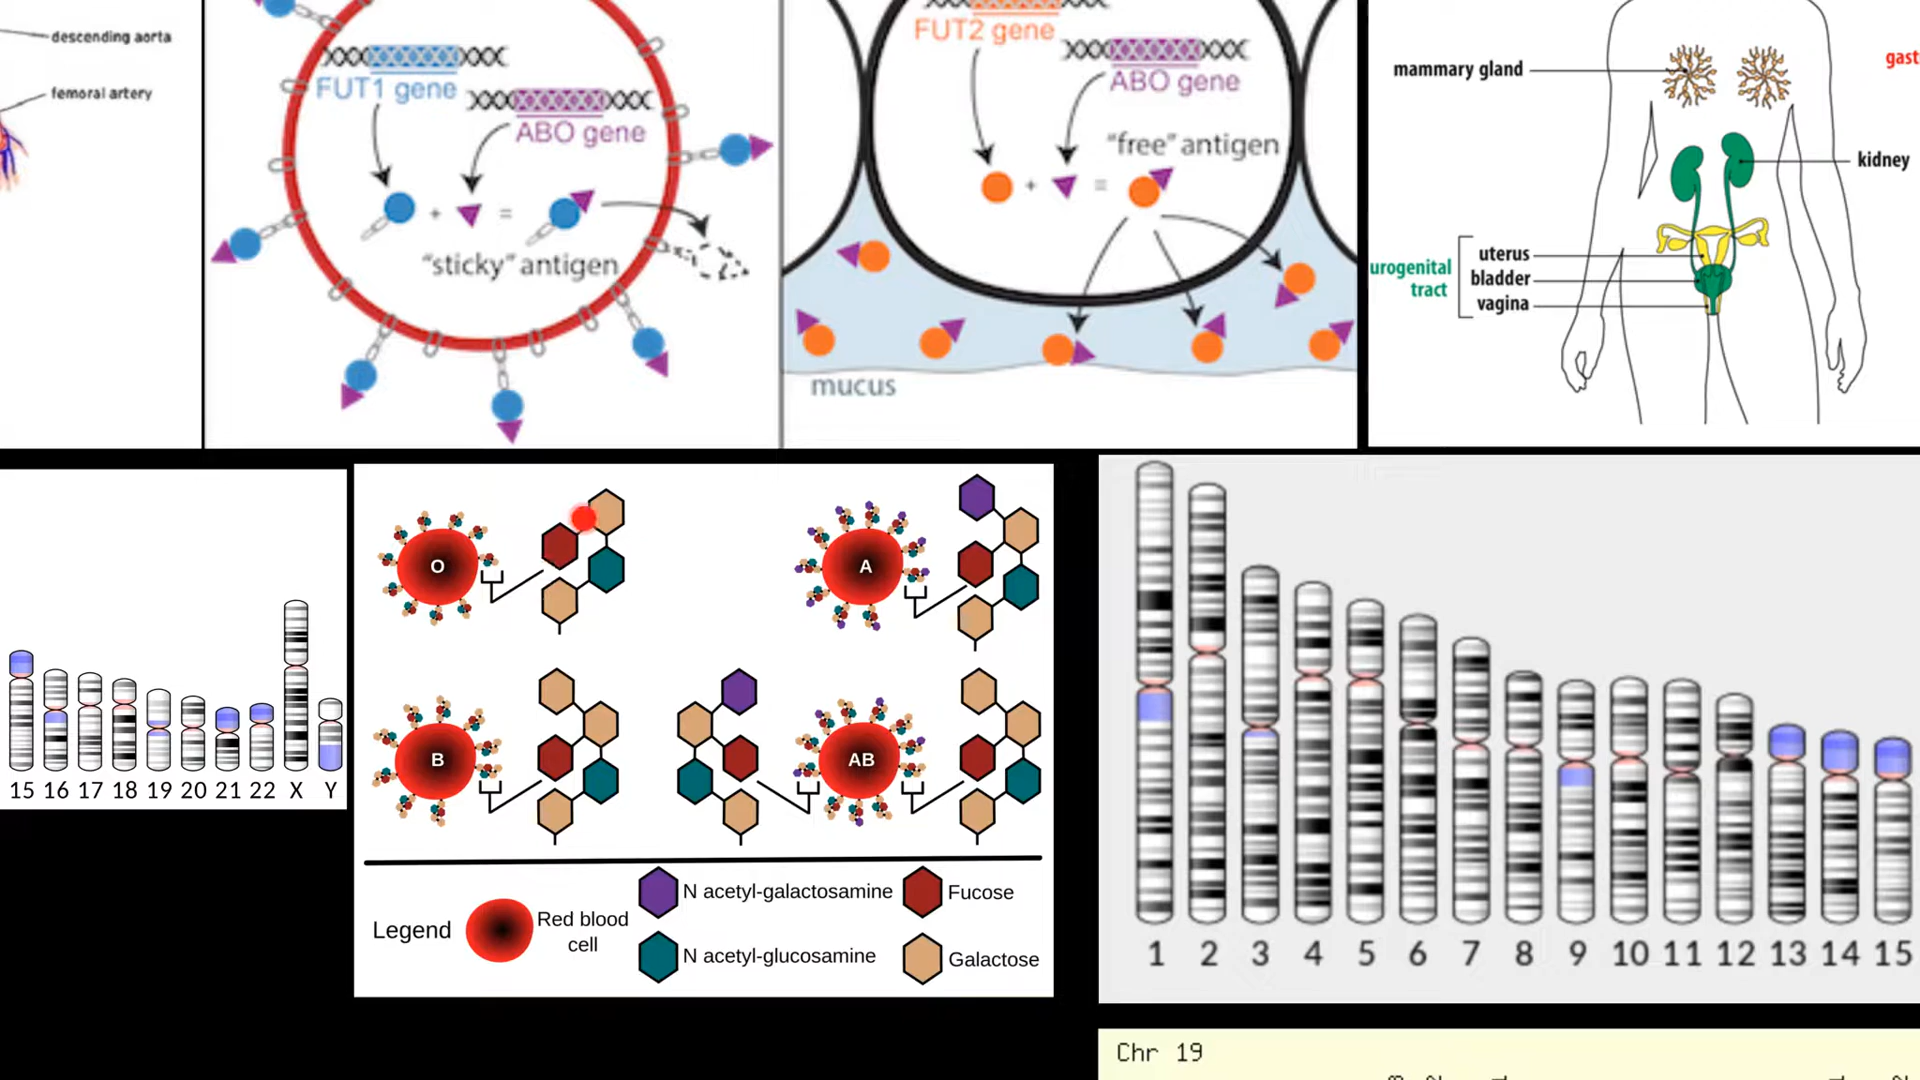 descending aorta
femoral artery
FUT1 gene
ABO gene
+ =
"sticky" antigen
FUT2 gene
ABO gene
"free" antigen
+ =
mucus
mammary gland
gast
kidney
urogenital
tract
uterus
bladder
vagina
15 16 17 18 19 20 21 22 X Y
O
A
B
AB
Legend
Red blood
cell
N acetyl-galactosamine
Fucose
N acetyl-glucosamine
Galactose
1 2 3 4 5 6 7 8 9 10 11 12 13 14 15
Chr 19